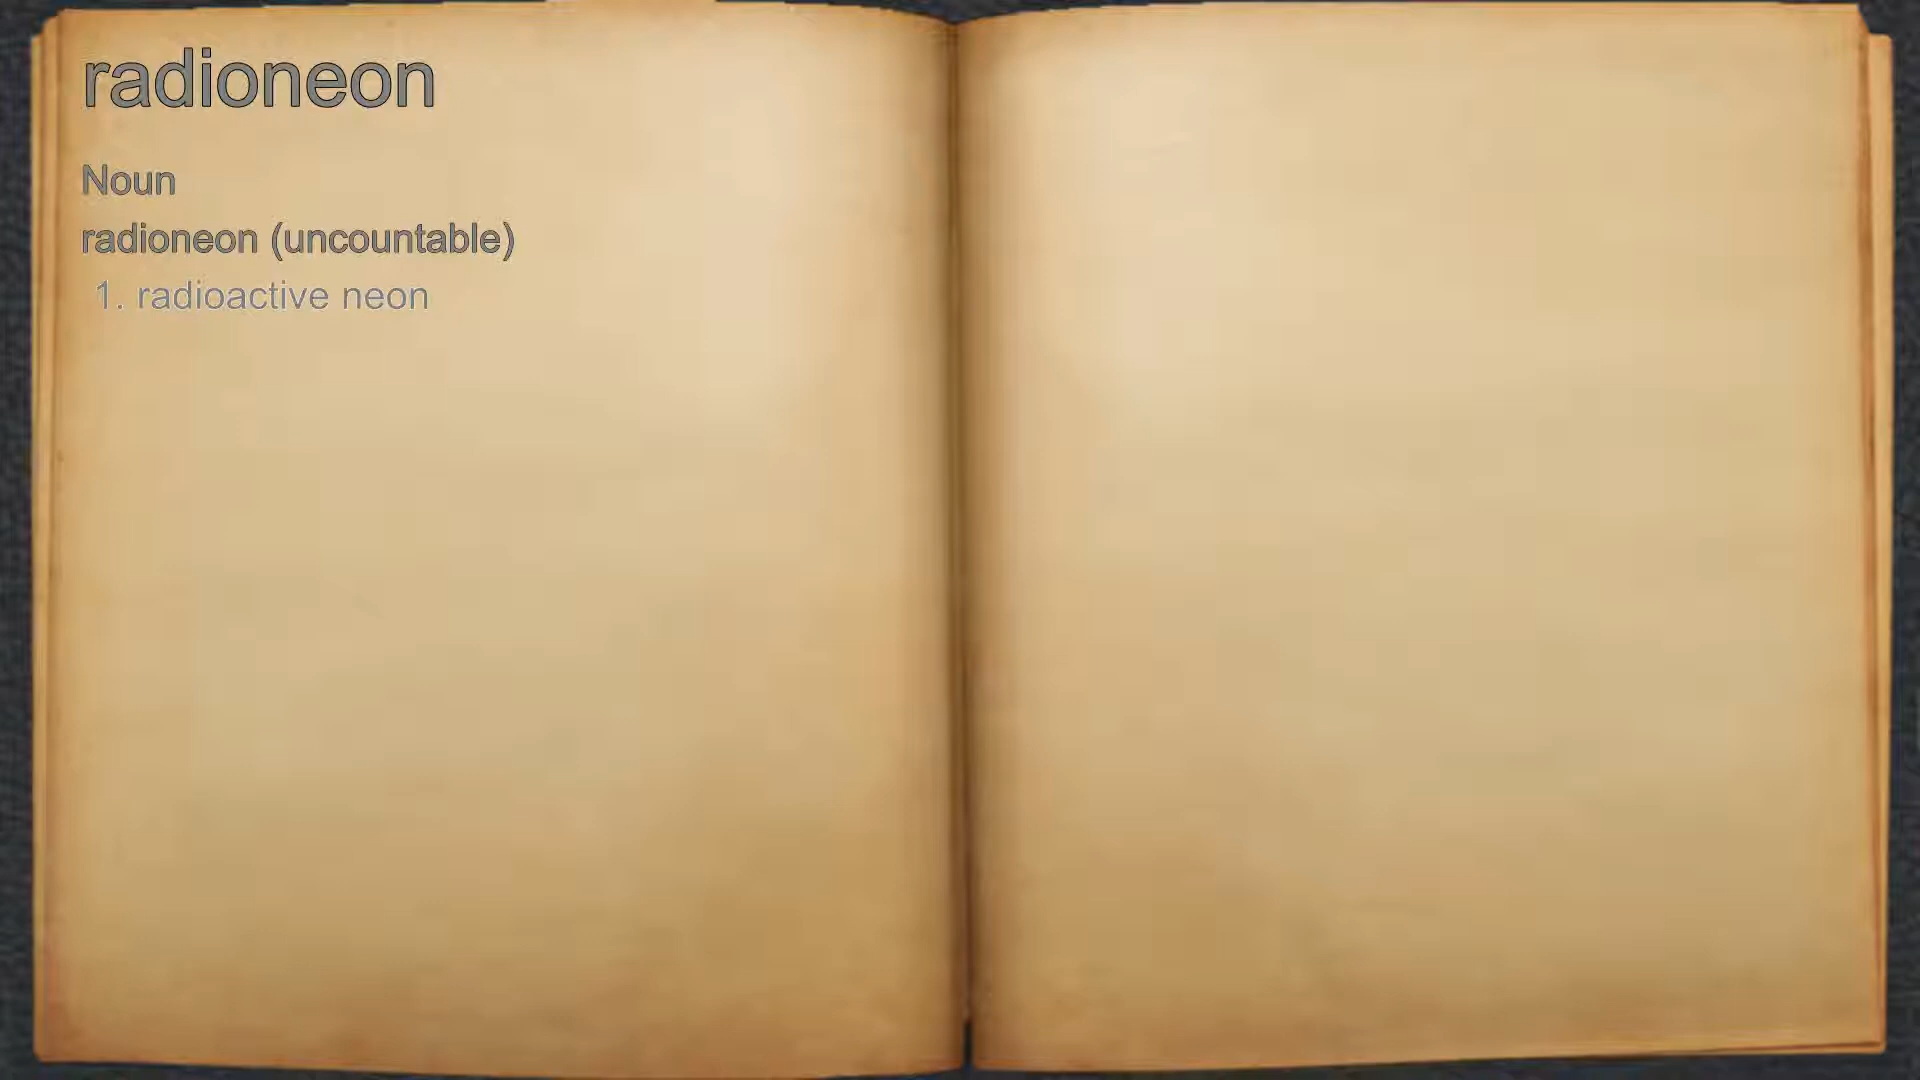 radioneon
Noun
radioneon (uncountable)
1. radioactive neon